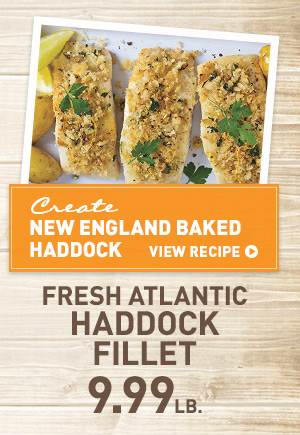 Create
NEW ENGLAND BAKED
HADDOCK VIEW RECIPE
FRESH ATLANTIC
HADDOCK
FILLET
9.99 LB.